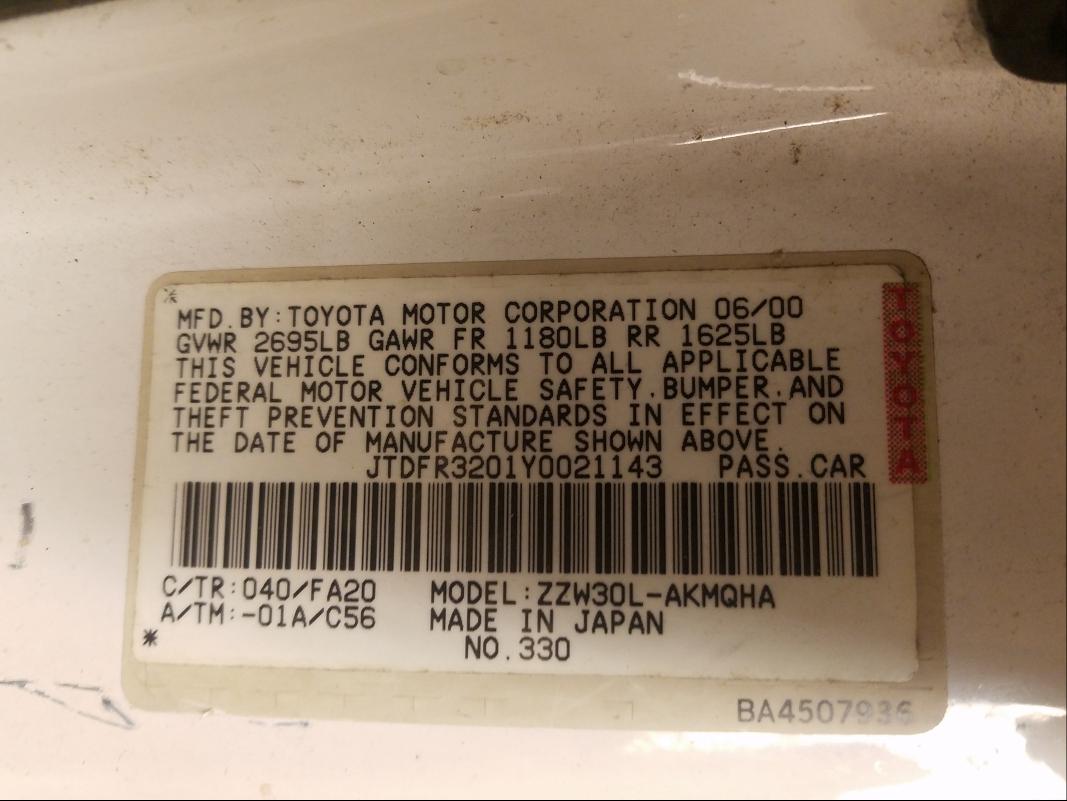 MFD.BY:TOYOTA MOTOR CORPORATION 06/00
GVWR 2695LB GAWR FR 1180LB RR 1625LB
THIS VEHICLE CONFORMS TO ALL APPLICABLE
FEDERAL MOTOR VEHICLE SAFETY.BUMPER.AND
THEFT PREVENTION STANDARDS IN EFFECT ON
THE DATE OF MANUFACTURE SHOWN ABOVE.
JTDFR3201Y0021143 PASS.CAR
TOYOTA
C/TR:040/FA20 MODEL:ZZW30L-AKMQHA
A/TM:-01A/C56 MADE IN JAPAN
NO.330
BA4507936